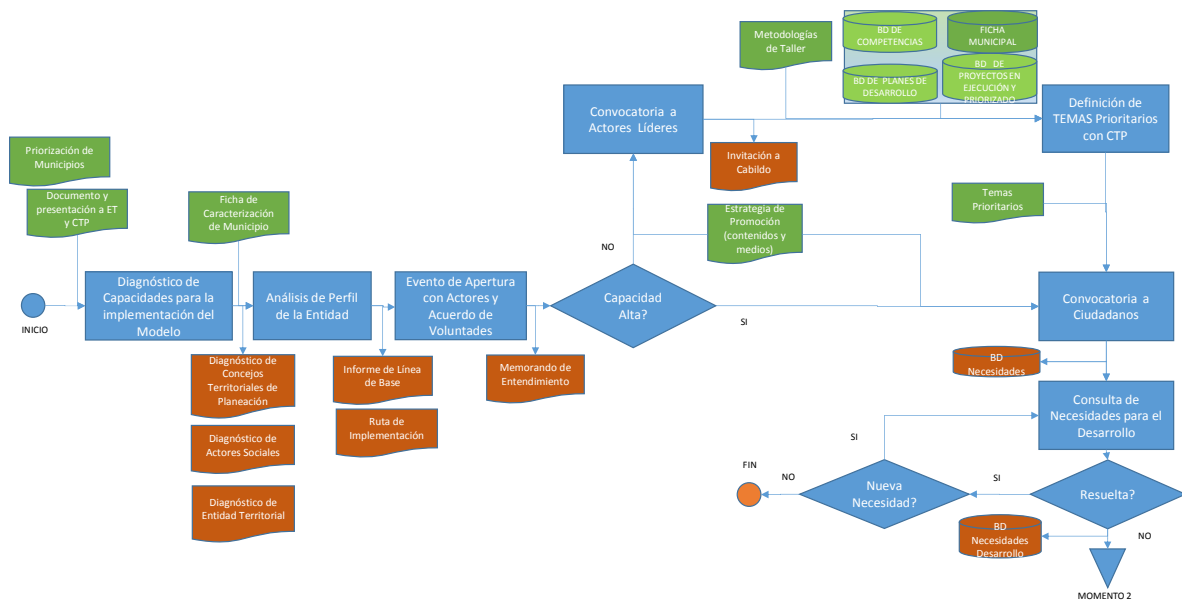 Metodologías
de Taller
BD DE
COMPETENCIAS
FICHA
MUNICIPAL
BD DE PLANES DE
DESARROLLO
BD DE
PROYECTOS EN
EJECUCIÓN Y
PRIORIZADO
Convocatoria a
Actores Líderes
Definición de
TEMAS Prioritarios
con CTP
Priorización de
Municipios
Invitación a
Cabildo
Documento y
presentación a ET
y CTP
Ficha de
Caracterización
de Municipio
Estrategia de
Promoción
(contenidos y
medios)
Temas
Prioritarios
NO
INICIO
Diagnóstico de
Capacidades para la
implementación del
Modelo
Análisis de Perfil
de la Entidad
Evento de Apertura
con Actores y
Acuerdo de
Voluntades
Capacidad
Alta?
SI
Convocatoria a
Ciudadanos
Diagnóstico de
Concejos
Territoriales de
Planeación
Informe de Línea
de Base
Memorando de
Entendimiento
BD
Necesidades
Ruta de
Implementación
Consulta de
Necesidades para el
Desarrollo
Diagnóstico de
Actores Sociales
SI
FIN
NO
Nueva
Necesidad?
SI
Resuelta?
Diagnóstico de
Entidad Territorial
BD
Necesidades
Desarrollo
NO
MOMENTO 2